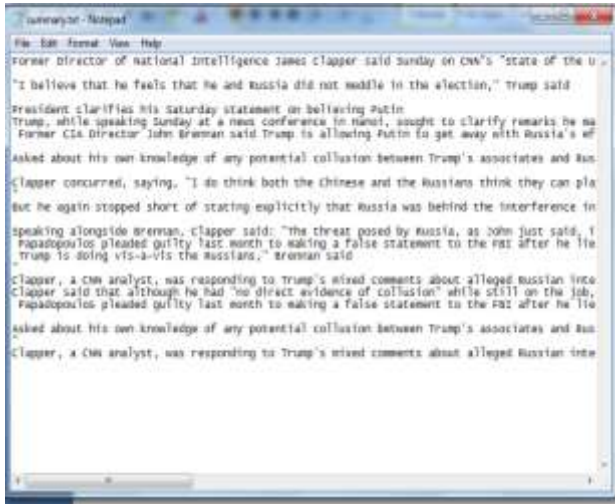 summary.txt - Notepad
File Edit Format View Help
Former Director of National Intelligence James Clapper said Sunday on CNN's "State of the U
"I believe that he feels that he and Russia did not meddle in the election," Trump said
President clarifies his Saturday statement on believing Putin
Trump, while speaking Sunday at a news conference in Hanoi, sought to clarify remarks he ma
Former CIA Director John Brennan said Trump is allowing Putin to get away with Russia's ef
Asked about his own knowledge of any potential collusion between Trump's associates and Rus
Clapper concurred, saying, "I do think both the Chinese and the Russians think they can pla
But he again stopped short of stating explicitly that Russia was behind the interference in
Speaking alongside Brennan, Clapper said: "The threat posed by Russia, as John just said, i
Papadopoulos pleaded guilty last month to making a false statement to the FBI after he lie
Trump is doing vis-a-vis the Russians," Brennan said
"
Clapper, a CNN analyst, was responding to Trump's mixed comments about alleged Russian inte
Clapper said that although he had "no direct evidence of collusion" while still on the job,
Papadopoulos pleaded guilty last month to making a false statement to the FBI after he lie
Asked about his own knowledge of any potential collusion between Trump's associates and Rus
"
Clapper, a CNN analyst, was responding to Trump's mixed comments about alleged Russian inte